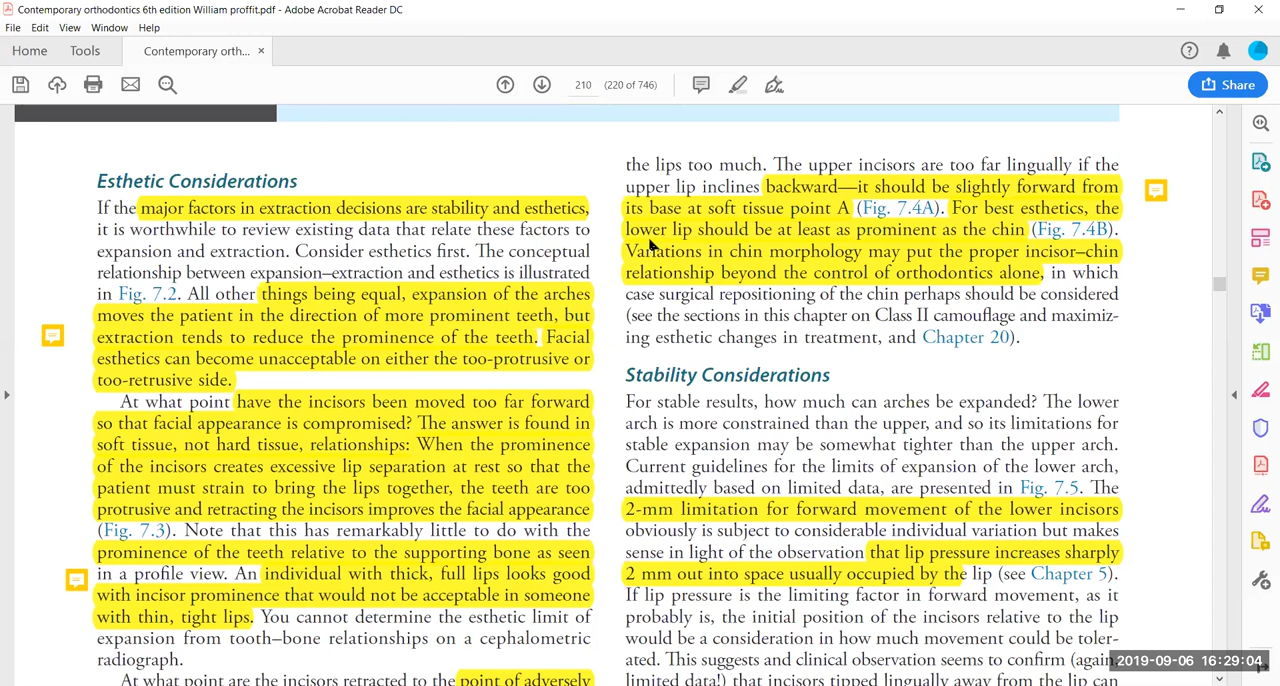 Contemporary orthodontics 6th edition William proffit.pdf - Adobe Acrobat Reader DC
File Edit View Window Help
Home Tools Contemporary orth... ×
210 (220 of 746)
Share
Esthetic Considerations
If the major factors in extraction decisions are stability and esthetics,
it is worthwhile to review existing data that relate these factors to
expansion and extraction. Consider esthetics first. The conceptual
relationship between expansion–extraction and esthetics is illustrated
in Fig. 7.2. All other things being equal, expansion of the arches
moves the patient in the direction of more prominent teeth, but
extraction tends to reduce the prominence of the teeth. Facial
esthetics can become unacceptable on either the too-protrusive or
too-retrusive side.
At what point have the incisors been moved too far forward
so that facial appearance is compromised? The answer is found in
soft tissue, not hard tissue, relationships: When the prominence
of the incisors creates excessive lip separation at rest so that the
patient must strain to bring the lips together, the teeth are too
protrusive and retracting the incisors improves the facial appearance
(Fig. 7.3). Note that this has remarkably little to do with the
prominence of the teeth relative to the supporting bone as seen
in a profile view. An individual with thick, full lips looks good
with incisor prominence that would not be acceptable in someone
with thin, tight lips. You cannot determine the esthetic limit of
expansion from tooth–bone relationships on a cephalometric
radiograph.
At what point are the incisors retracted to the point of adversely
the lips too much. The upper incisors are too far lingually if the
upper lip inclines backward—it should be slightly forward from
its base at soft tissue point A (Fig. 7.4A). For best esthetics, the
lower lip should be at least as prominent as the chin (Fig. 7.4B).
Variations in chin morphology may put the proper incisor–chin
relationship beyond the control of orthodontics alone, in which
case surgical repositioning of the chin perhaps should be considered
(see the sections in this chapter on Class II camouflage and maximiz-
ing esthetic changes in treatment, and Chapter 20).
Stability Considerations
For stable results, how much can arches be expanded? The lower
arch is more constrained than the upper, and so its limitations for
stable expansion may be somewhat tighter than the upper arch.
Current guidelines for the limits of expansion of the lower arch,
admittedly based on limited data, are presented in Fig. 7.5. The
2-mm limitation for forward movement of the lower incisors
obviously is subject to considerable individual variation but makes
sense in light of the observation that lip pressure increases sharply
2 mm out into space usually occupied by the lip (see Chapter 5).
If lip pressure is the limiting factor in forward movement, as it
probably is, the initial position of the incisors relative to the lip
would be a consideration in how much movement could be toler-
ated. This suggests and clinical observation seems to confirm (again,
limited data!) that incisors tipped lingually away from the lip can
2019-09-06 16:29:04